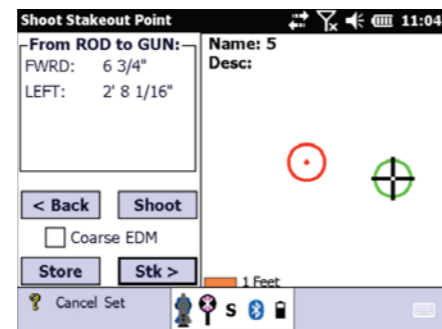 Shoot Stakeout Point 11:04
From ROD to GUN:
FWRD: 6 3/4"
LEFT: 2' 8 1/16"
Name: 5
Desc:
< Back Shoot
Coarse EDM
Store Stk >
1 Feet
Cancel Set S